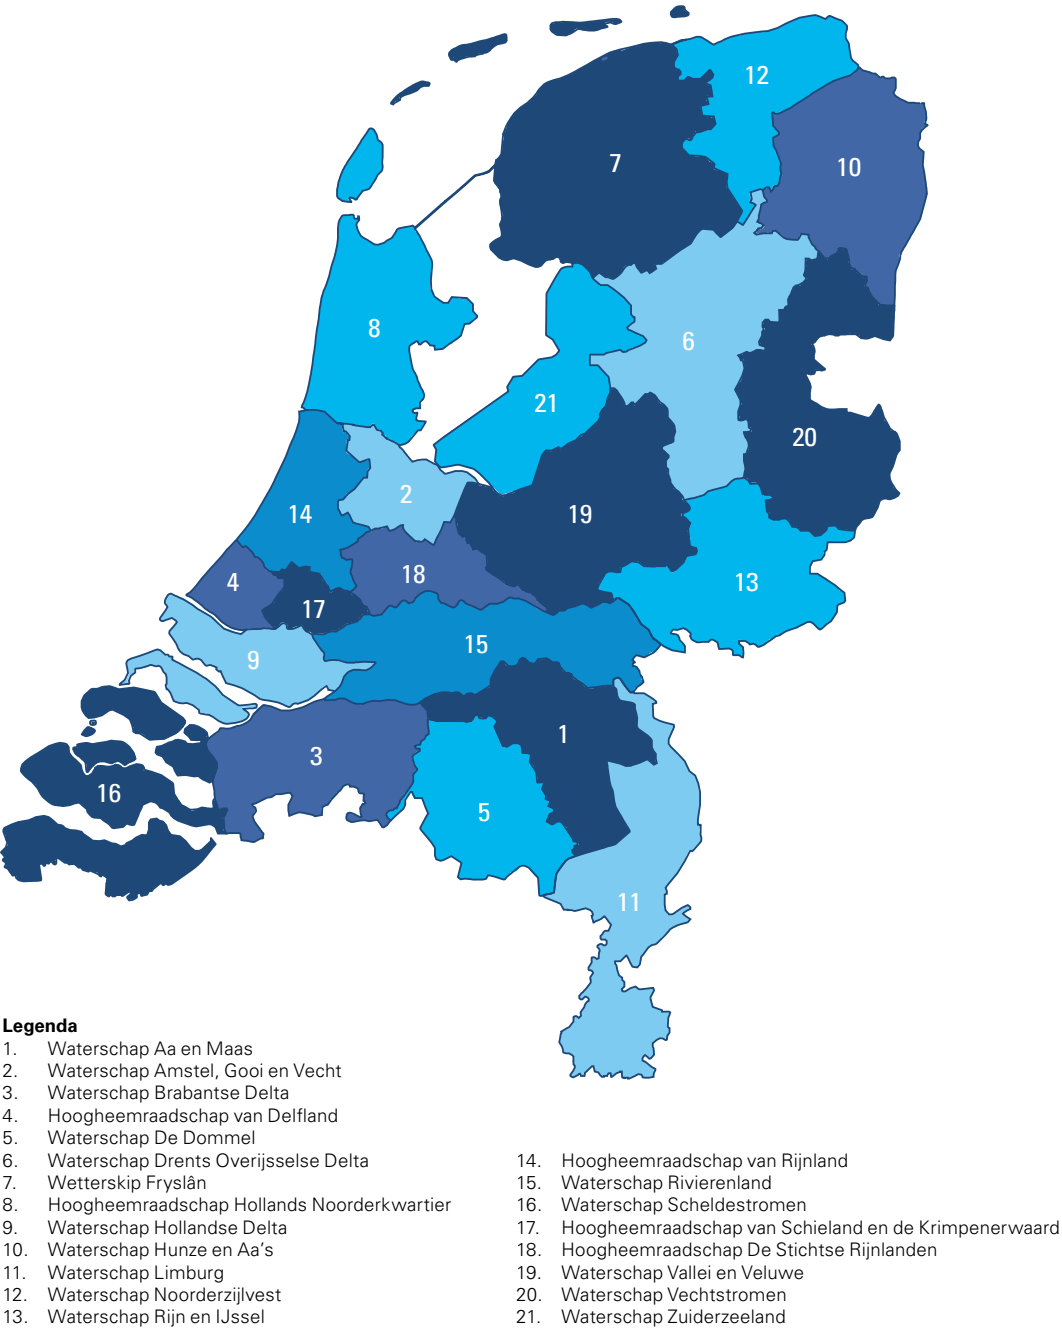 12
7
10
8
6
21
20
2
14
19
18
4
13
17
15
9
1
3
16
5
11
Legenda
1. Waterschap Aa en Maas
2. Waterschap Amstel, Gooi en Vecht
3. Waterschap Brabantse Delta
4. Hoogheemraadschap van Delfland
5. Waterschap De Dommel
6. Waterschap Drents Overijsselse Delta
7. Wetterskip Fryslân
8. Hoogheemraadschap Hollands Noorderkwartier
9. Waterschap Hollandse Delta
10. Waterschap Hunze en Aa's
11. Waterschap Limburg
12. Waterschap Noorderzijlvest
13. Waterschap Rijn en IJssel
14. Hoogheemraadschap van Rijnland
15. Waterschap Rivierenland
16. Waterschap Scheldestromen
17. Hoogheemraadschap van Schieland en de Krimpenerwaard
18. Hoogheemraadschap De Stichtse Rijnlanden
19. Waterschap Vallei en Veluwe
20. Waterschap Vechtstromen
21. Waterschap Zuiderzeeland